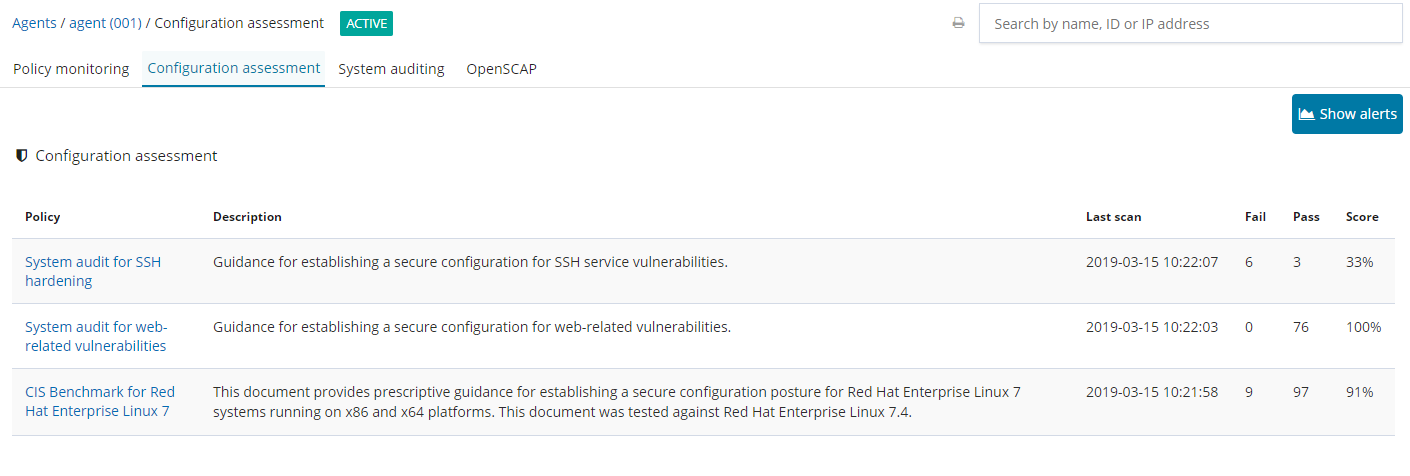 Agents / agent (001) / Configuration assessment ACTIVE Search by name, ID or IP address
Policy monitoring Configuration assessment System auditing OpenSCAP
Show alerts
Configuration assessment
Policy Description Last scan Fail Pass Score
System audit for SSH hardening Guidance for establishing a secure configuration for SSH service vulnerabilities. 2019-03-15 10:22:07 6 3 33%
System audit for web-related vulnerabilities Guidance for establishing a secure configuration for web-related vulnerabilities. 2019-03-15 10:22:03 0 76 100%
CIS Benchmark for Red Hat Enterprise Linux 7 This document provides prescriptive guidance for establishing a secure configuration posture for Red Hat Enterprise Linux 7 systems running on x86 and x64 platforms. This document was tested against Red Hat Enterprise Linux 7.4. 2019-03-15 10:21:58 9 97 91%